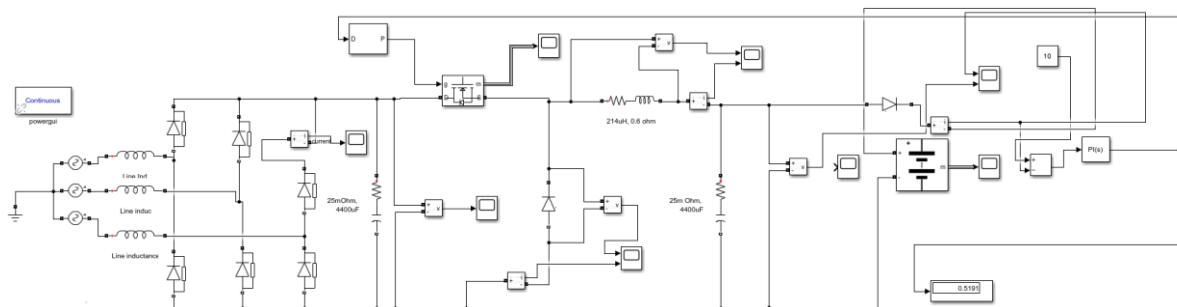 D
P
Continuous
powergui
g
m
D
S
v
10
214uH, 0.6 ohm
current
Line Ind
Line induc
Line inductance
25mOhm,
4400uF
v
v
25m Ohm,
4400uF
v
m
PI(s)
0.5191